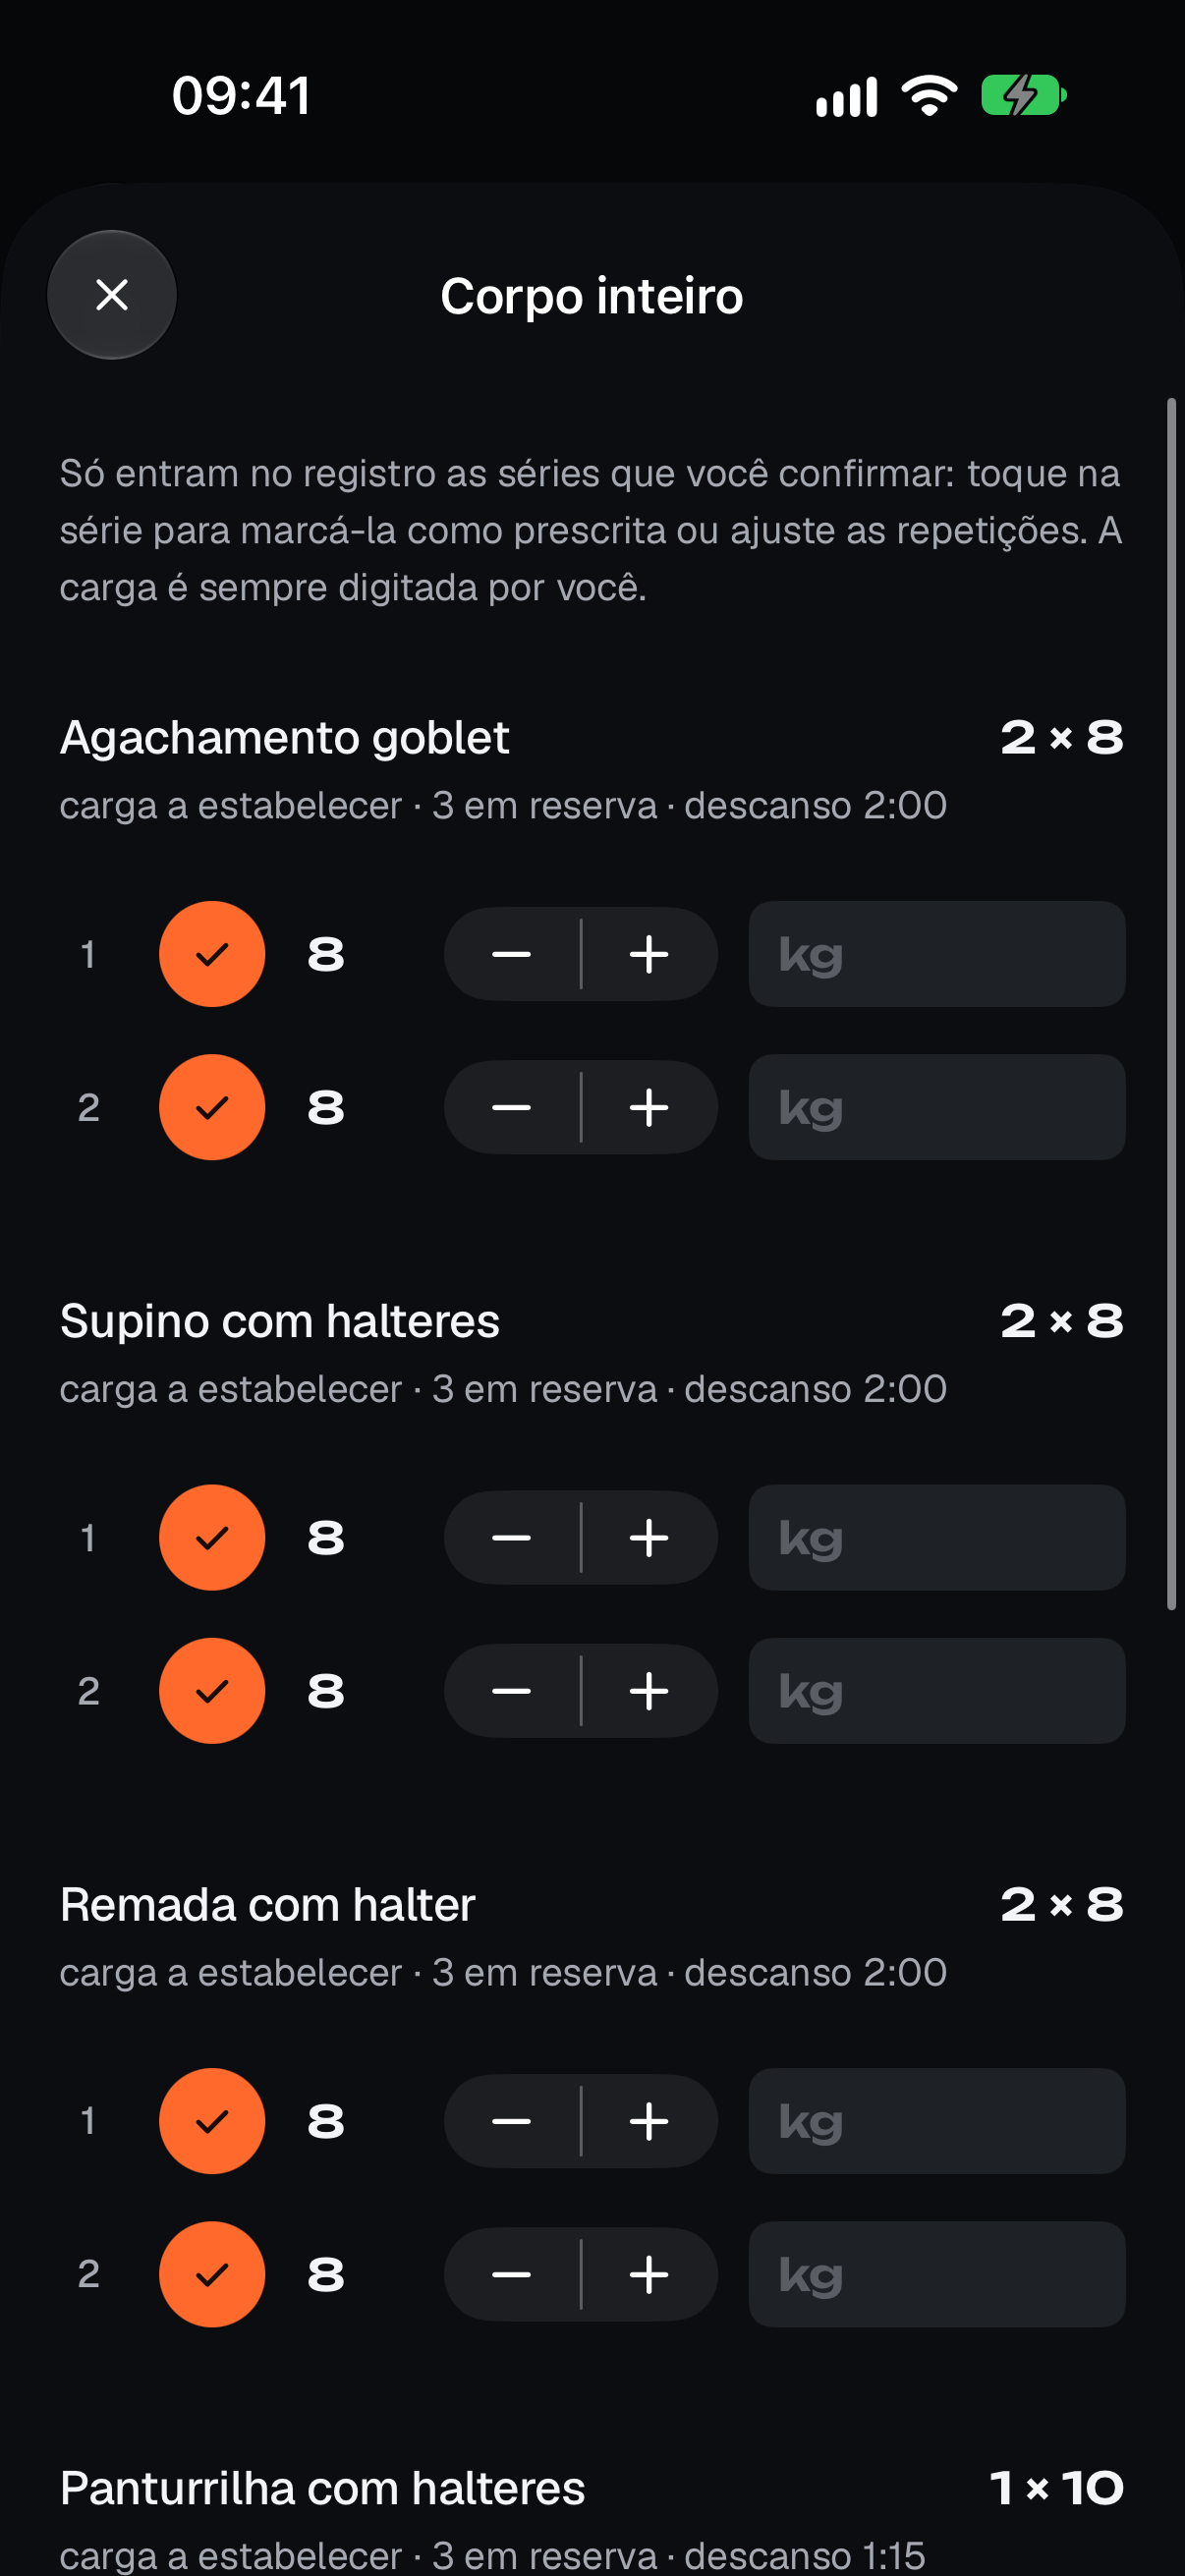 09:41
Corpo inteiro
Só entram no registro as séries que você confirmar: toque na
série para marcá-la como prescrita ou ajuste as repetições. A
carga é sempre digitada por você.
Agachamento goblet 2 × 8
carga a estabelecer · 3 em reserva · descanso 2:00
1 8 kg
2 8 kg
Supino com halteres 2 × 8
carga a estabelecer · 3 em reserva · descanso 2:00
1 8 kg
2 8 kg
Remada com halter 2 × 8
carga a estabelecer · 3 em reserva · descanso 2:00
1 8 kg
2 8 kg
Panturrilha com halteres 1 × 10
carga a estabelecer · 3 em reserva · descanso 1:15